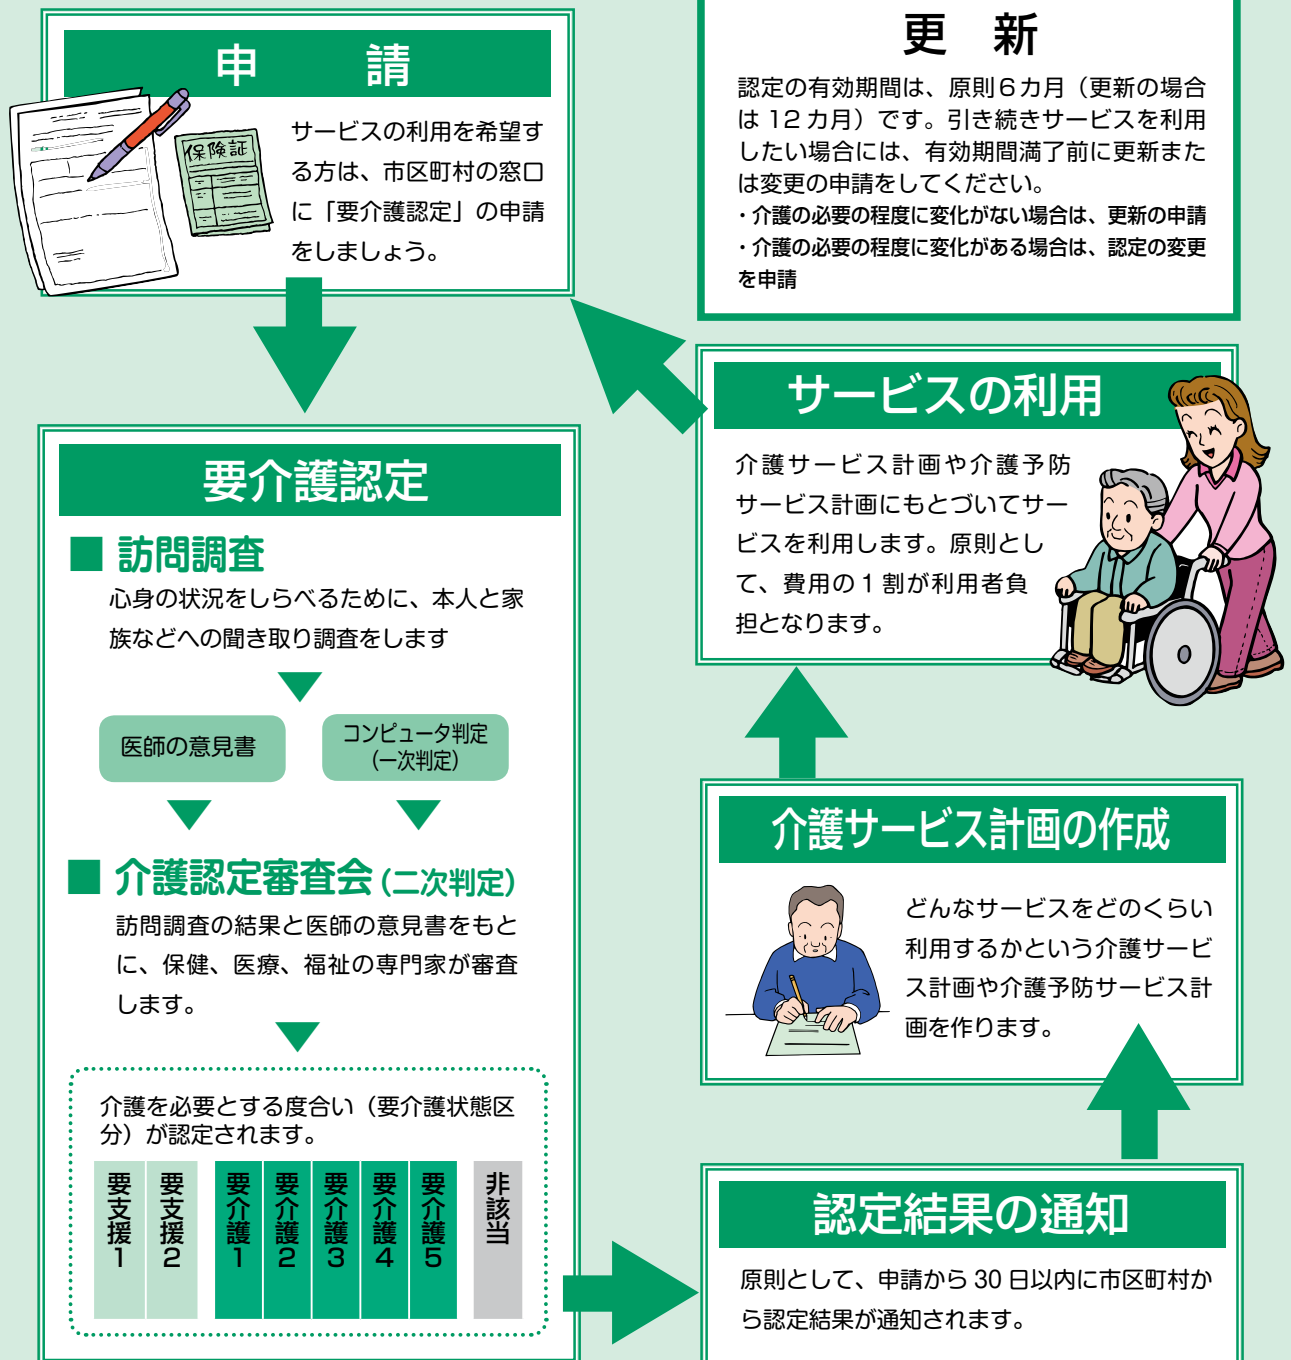 申　請
保険証
サービスの利用を希望す
る方は、市区町村の窓口
に「要介護認定」の申請
をしましょう。
要介護認定
■ 訪問調査
心身の状況をしらべるために、本人と家
族などへの聞き取り調査をします
医師の意見書
コンピュータ判定
(一次判定)
■ 介護認定審査会(二次判定)
訪問調査の結果と医師の意見書をもと
に、保健、医療、福祉の専門家が審査
します。
介護を必要とする度合い（要介護状態区
分）が認定されます。
要支援1
要支援2
要介護1
要介護2
要介護3
要介護4
要介護5
非該当
認定結果の通知
原則として、申請から 30 日以内に市区町村か
ら認定結果が通知されます。
介護サービス計画の作成
どんなサービスをどのくらい
利用するかという介護サービ
ス計画や介護予防サービス計
画を作ります。
サービスの利用
介護サービス計画や介護予防
サービス計画にもとづいてサー
ビスを利用します。原則とし
て、費用の１割が利用者負
担となります。
更　新
認定の有効期間は、原則６カ月（更新の場合
は 12 カ月）です。引き続きサービスを利用
したい場合には、有効期間満了前に更新また
は変更の申請をしてください。
・介護の必要の程度に変化がない場合は、更新の申請
・介護の必要の程度に変化がある場合は、認定の変更
を申請